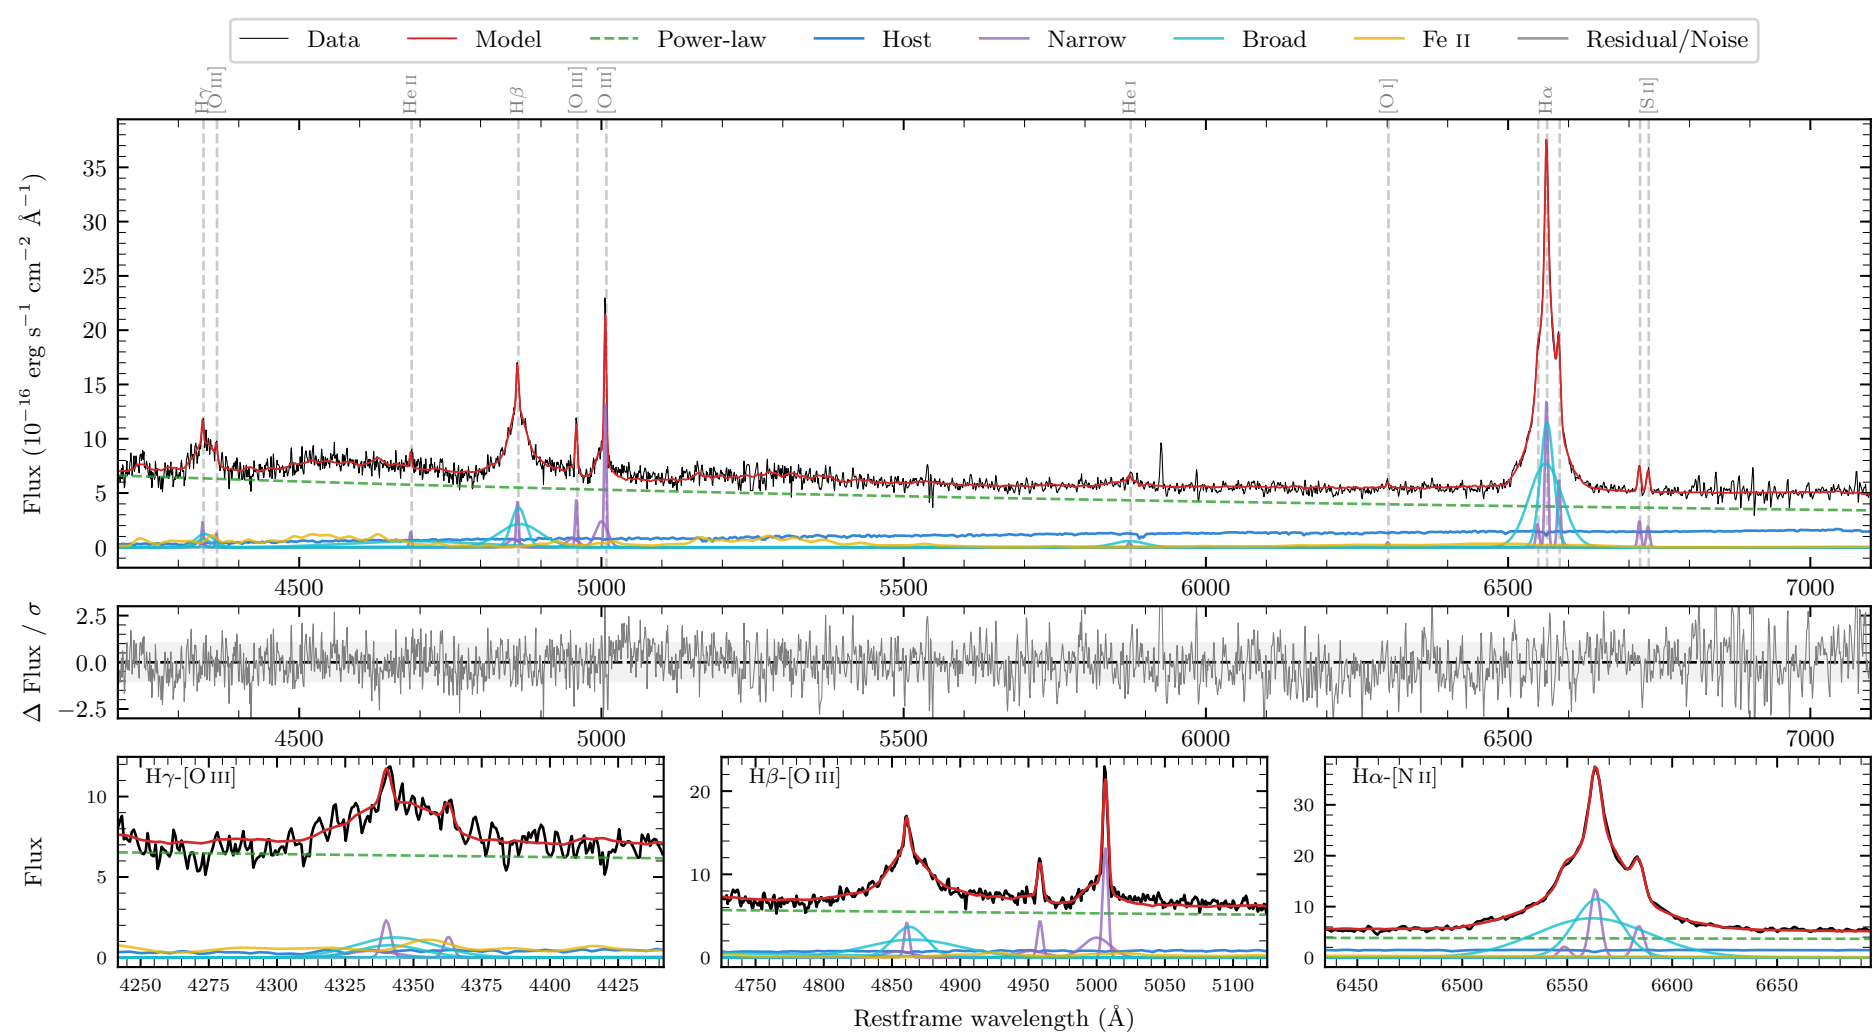 Data Model Power-law Host Narrow Broad Fe II Residual/Noise
Hγ [O III] He II Hβ [O III] [O III] He I [O I] Hα [S II]
Flux (10⁻¹⁶ erg s⁻¹ cm⁻² Å⁻¹)
35
30
25
20
15
10
5
0
4500 5000 5500 6000 6500 7000
Δ Flux / σ
2.5
0.0
−2.5
4500 5000 5500 6000 6500 7000
Flux
Hγ-[O III]
10
5
0
4250 4275 4300 4325 4350 4375 4400 4425
Hβ-[O III]
20
10
0
4750 4800 4850 4900 4950 5000 5050 5100
Hα-[N II]
30
20
10
0
6450 6500 6550 6600 6650
Restframe wavelength (Å)